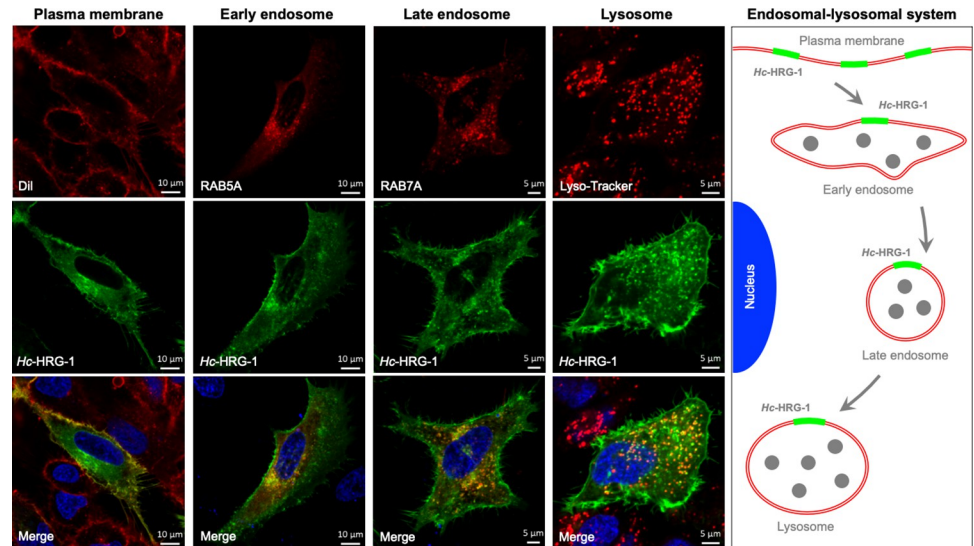 Plasma membrane
Early endosome
Late endosome
Lysosome
Endosomal-lysosomal system
DiI
10 µm
RAB5A
10 µm
RAB7A
5 µm
Lyso-Tracker
5 µm
Hc-HRG-1
10 µm
Hc-HRG-1
10 µm
Hc-HRG-1
5 µm
Hc-HRG-1
5 µm
Merge
10 µm
Merge
10 µm
Merge
5 µm
Merge
5 µm
Plasma membrane
Hc-HRG-1
Hc-HRG-1
Early endosome
Nucleus
Hc-HRG-1
Late endosome
Hc-HRG-1
Lysosome